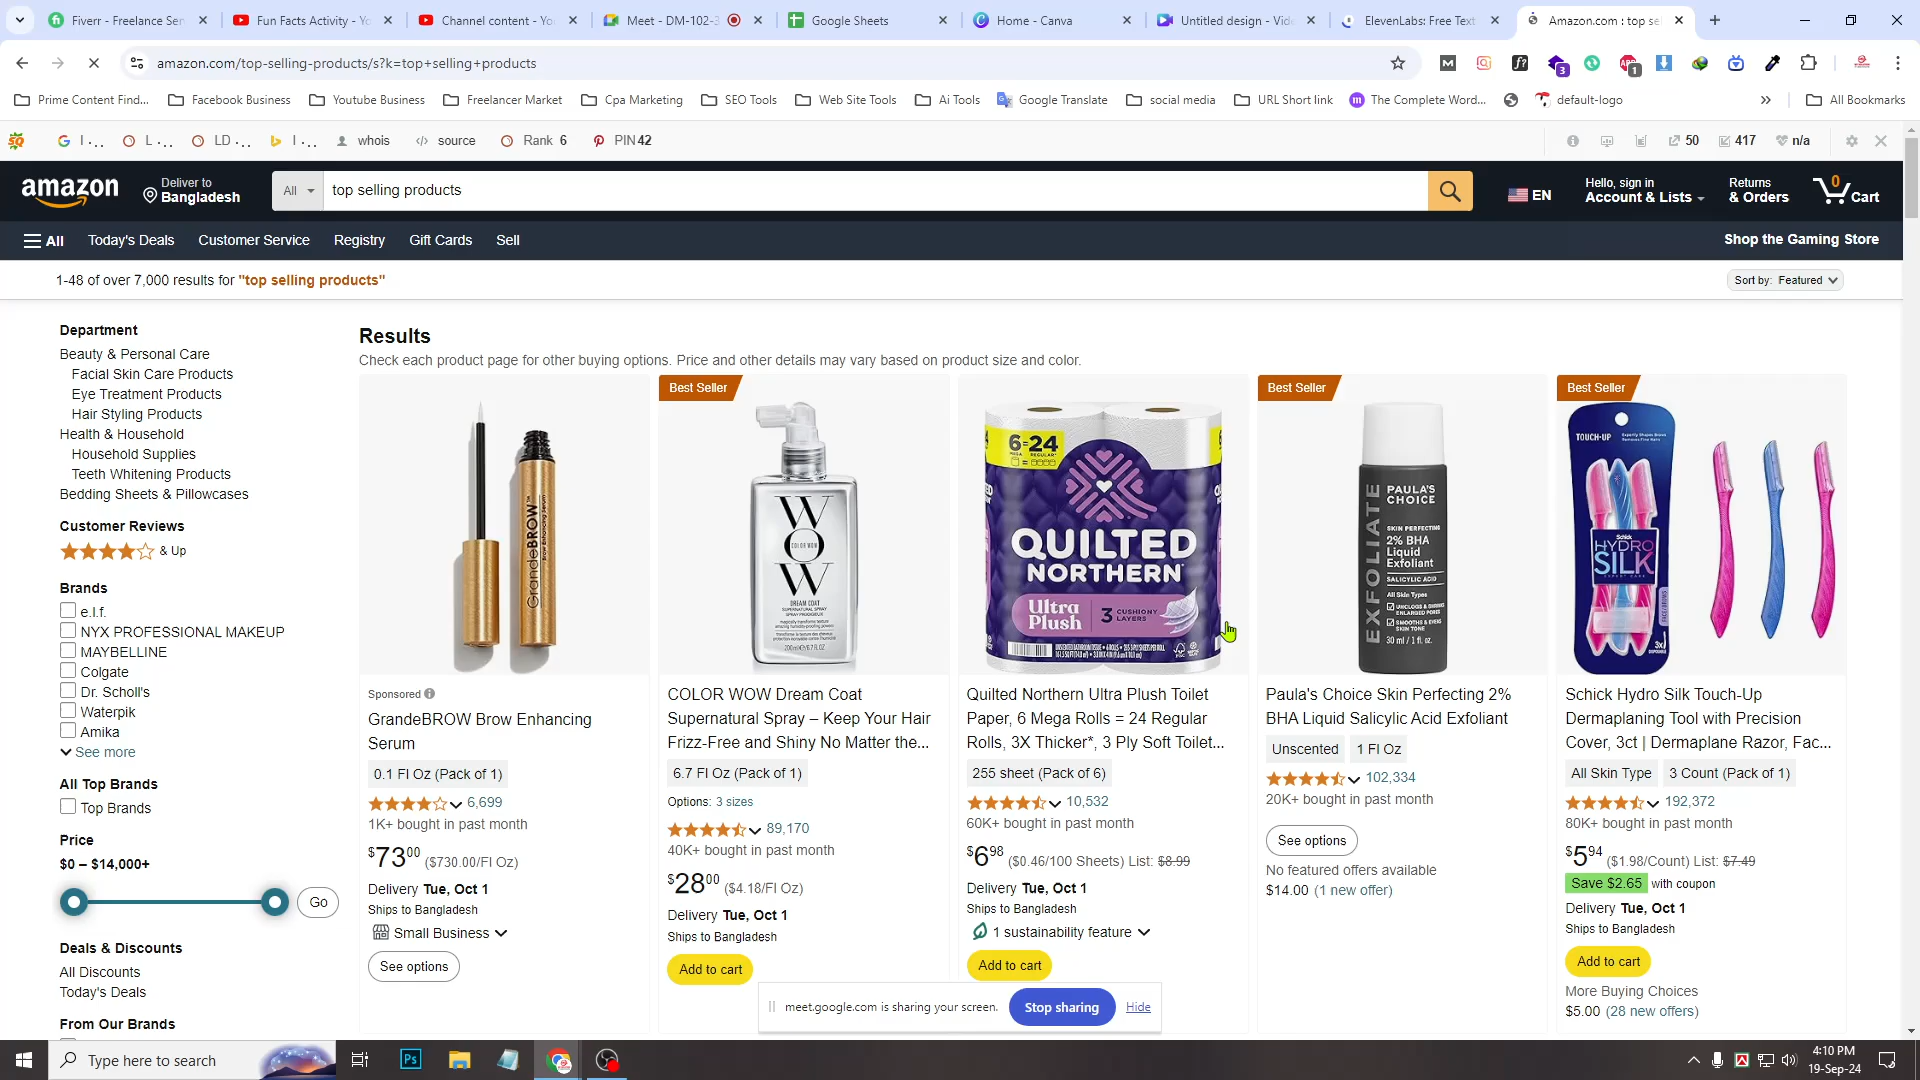 Fiverr - Freelance Ser
Fun Facts Activity - Yo
Channel content - Yo
Meet - DM-102-3
Google Sheets
Home - Canva
Untitled design - Vid
ElevenLabs: Free Text
Amazon.com : top se
amazon.com/top-selling-products/s?k=top+selling+products
Prime Content Find...
Facebook Business
Youtube Business
Freelancer Market
Cpa Marketing
SEO Tools
Web Site Tools
Ai Tools
Google Translate
social media
URL Short link
The Complete Word...
default-logo
All Bookmarks
I ...
L ...
LD ...
I ...
whois
source
Rank 6
PIN 42
50
417
n/a
amazon
Deliver to
Bangladesh
All
top selling products
EN
Hello, sign in
Account & Lists
Returns
& Orders
0
Cart
All
Today's Deals
Customer Service
Registry
Gift Cards
Sell
Shop the Gaming Store
1-48 of over 7,000 results for "top selling products"
Sort by: Featured
Department
Beauty & Personal Care
Facial Skin Care Products
Eye Treatment Products
Hair Styling Products
Health & Household
Household Supplies
Teeth Whitening Products
Bedding Sheets & Pillowcases
Customer Reviews
& Up
Brands
e.l.f.
NYX PROFESSIONAL MAKEUP
MAYBELLINE
Colgate
Dr. Scholl's
Waterpik
Amika
See more
All Top Brands
Top Brands
Price
$0 – $14,000+
Go
Deals & Discounts
All Discounts
Today's Deals
From Our Brands
Results
Check each product page for other buying options. Price and other details may vary based on product size and color.
GrandeBROW
Sponsored
GrandeBROW Brow Enhancing
Serum
0.1 Fl Oz (Pack of 1)
6,699
1K+ bought in past month
$73.00 ($730.00/Fl Oz)
Delivery Tue, Oct 1
Ships to Bangladesh
Small Business
See options
Best Seller
W
COLOR WOW
W
DREAM COAT
SUPERNATURAL SPRAY
COLOR WOW Dream Coat
Supernatural Spray – Keep Your Hair
Frizz-Free and Shiny No Matter the...
6.7 Fl Oz (Pack of 1)
Options: 3 sizes
89,170
40K+ bought in past month
$28.00 ($4.18/Fl Oz)
Delivery Tue, Oct 1
Ships to Bangladesh
Add to cart
6=24
QUILTED
NORTHERN
Ultra
Plush
3 CUSHIONY
LAYERS
Quilted Northern Ultra Plush Toilet
Paper, 6 Mega Rolls = 24 Regular
Rolls, 3X Thicker*, 3 Ply Soft Toilet...
255 sheet (Pack of 6)
10,532
60K+ bought in past month
$6.98 ($0.46/100 Sheets) List: $8.99
Delivery Tue, Oct 1
Ships to Bangladesh
1 sustainability feature
Add to cart
Best Seller
PAULA'S
CHOICE
EXFOLIATE
SKIN PERFECTING
2% BHA
Liquid
Exfoliant
SALICYLIC ACID
All Skin Types
30 ml / 1 fl. oz.
Paula's Choice Skin Perfecting 2%
BHA Liquid Salicylic Acid Exfoliant
Unscented
1 Fl Oz
102,334
20K+ bought in past month
See options
No featured offers available
$14.00 (1 new offer)
Best Seller
TOUCH-UP
Schick
HYDRO
SILK
Schick Hydro Silk Touch-Up
Dermaplaning Tool with Precision
Cover, 3ct | Dermaplane Razor, Fac...
All Skin Type
3 Count (Pack of 1)
192,372
80K+ bought in past month
$5.94 ($1.98/Count) List: $7.49
Save $2.65 with coupon
Delivery Tue, Oct 1
Ships to Bangladesh
Add to cart
More Buying Choices
$5.00 (28 new offers)
meet.google.com is sharing your screen.
Stop sharing
Hide
Type here to search
4:10 PM
19-Sep-24